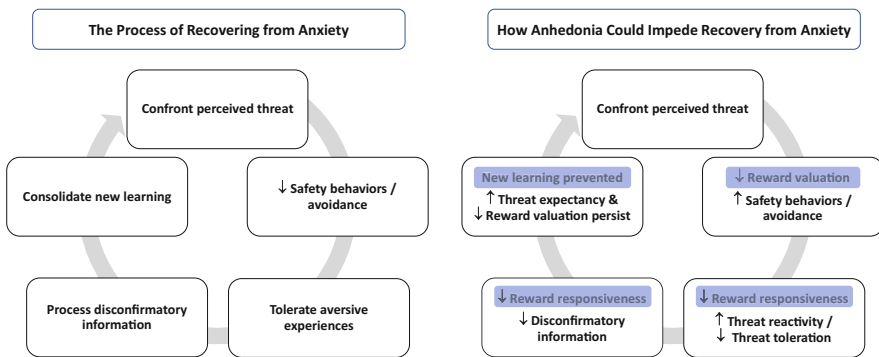 The Process of Recovering from Anxiety
Confront perceived threat
↓ Safety behaviors /
avoidance
Tolerate aversive
experiences
Process disconfirmatory
information
Consolidate new learning
How Anhedonia Could Impede Recovery from Anxiety
Confront perceived threat
↓ Reward valuation
↑ Safety behaviors /
avoidance
↓ Reward responsiveness
↑ Threat reactivity /
↓ Threat toleration
↓ Reward responsiveness
↓ Disconfirmatory
information
New learning prevented
↑ Threat expectancy &
↓ Reward valuation persist